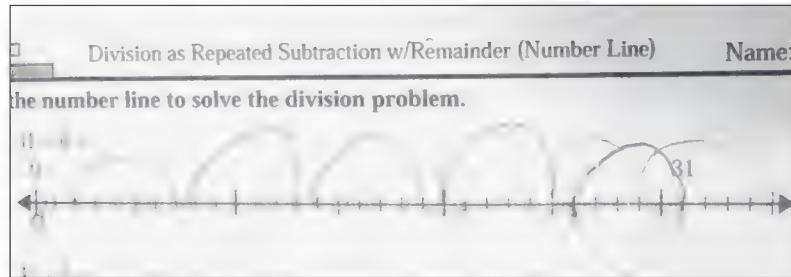 Division as Repeated Subtraction w/Remainder (Number Line) Name:
the number line to solve the division problem.
31